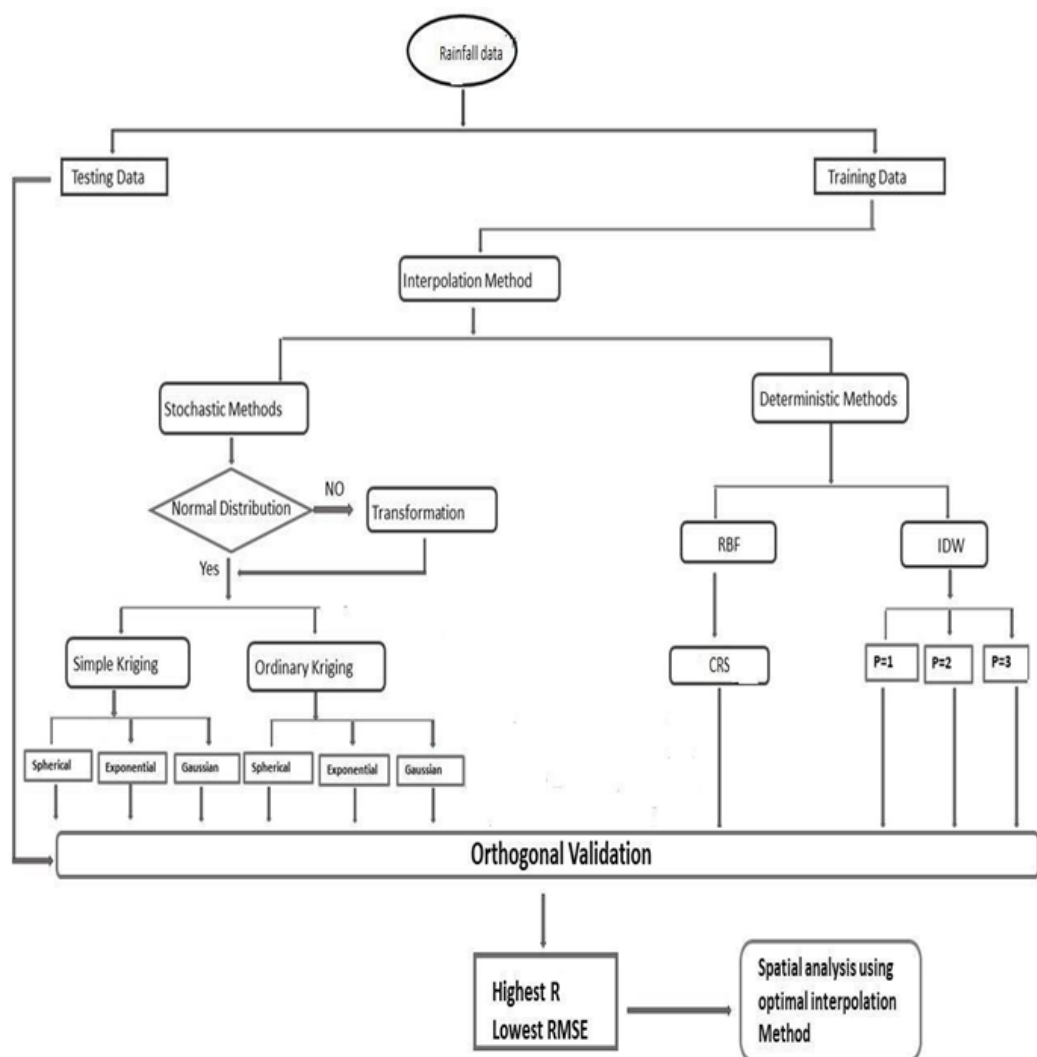 Rainfall data
Testing Data
Training Data
Interpolation Method
Stochastic Methods
Deterministic Methods
Normal Distribution
NO
Transformation
RBF
IDW
Yes
Simple Kriging
Ordinary Kriging
CRS
P=1
P=2
P=3
Spherical
Exponential
Gaussian
Spherical
Exponential
Gaussian
Orthogonal Validation
Highest R
Lowest RMSE
Spatial analysis using
optimal interpolation
Method